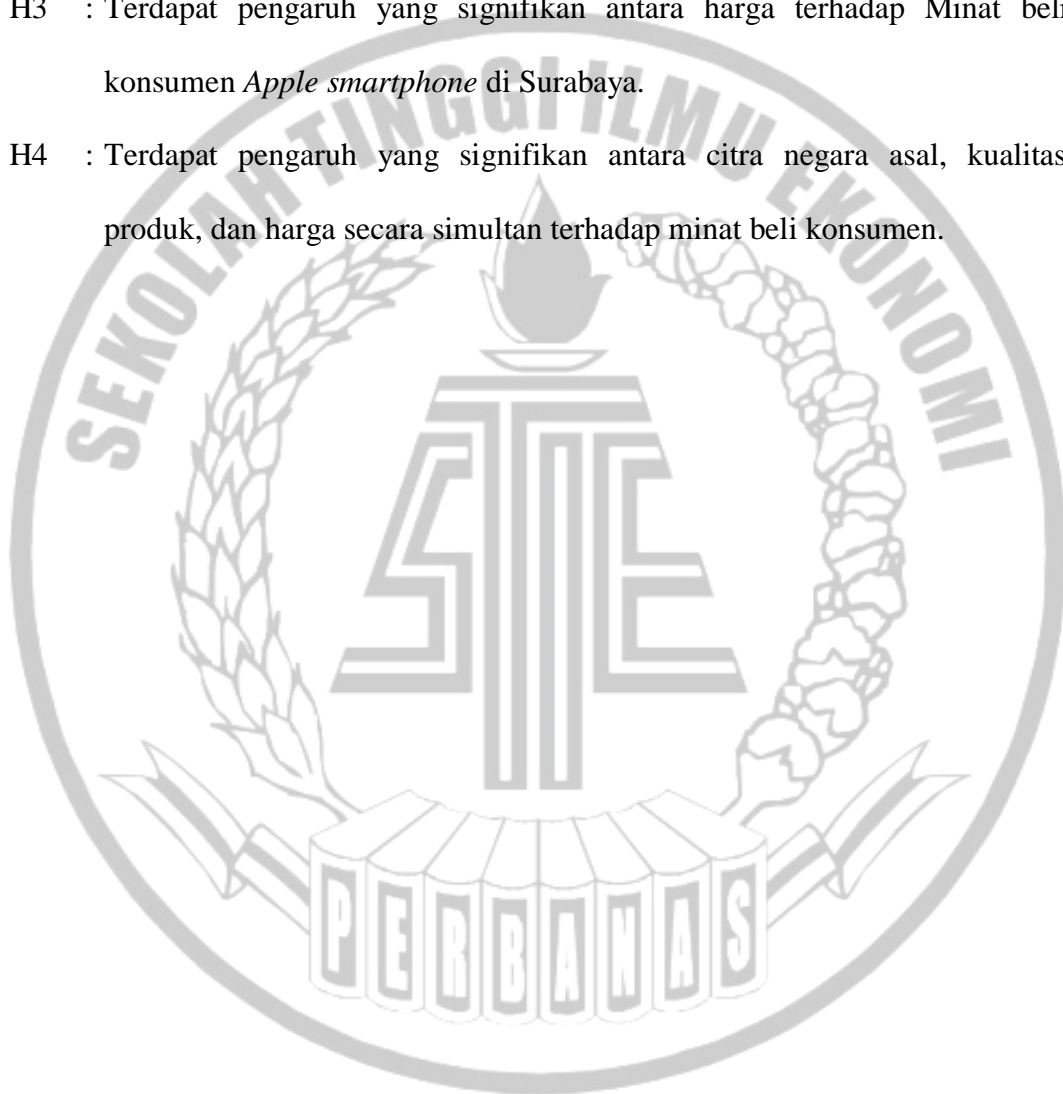 H3 : Terdapat pengaruh yang signifikan antara harga terhadap Minat beli
konsumen Apple smartphone di Surabaya.
H4 : Terdapat pengaruh yang signifikan antara citra negara asal, kualitas
produk, dan harga secara simultan terhadap minat beli konsumen.
SEKOLAH TINGGI ILMU EKONOMI
STIE
PERBANAS